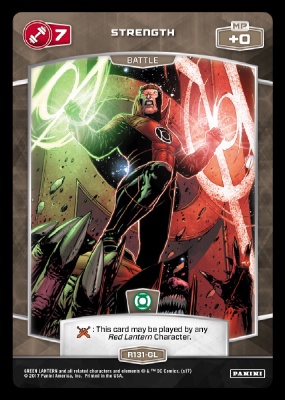 7
STRENGTH
MP
+0
BATTLE
: This card may be played by any
Red Lantern Character.
R131-GL
GREEN LANTERN and all related characters and elements © & ™ DC Comics. (s17)
© 2017 Panini America, Inc. Printed in the USA.
PANINI